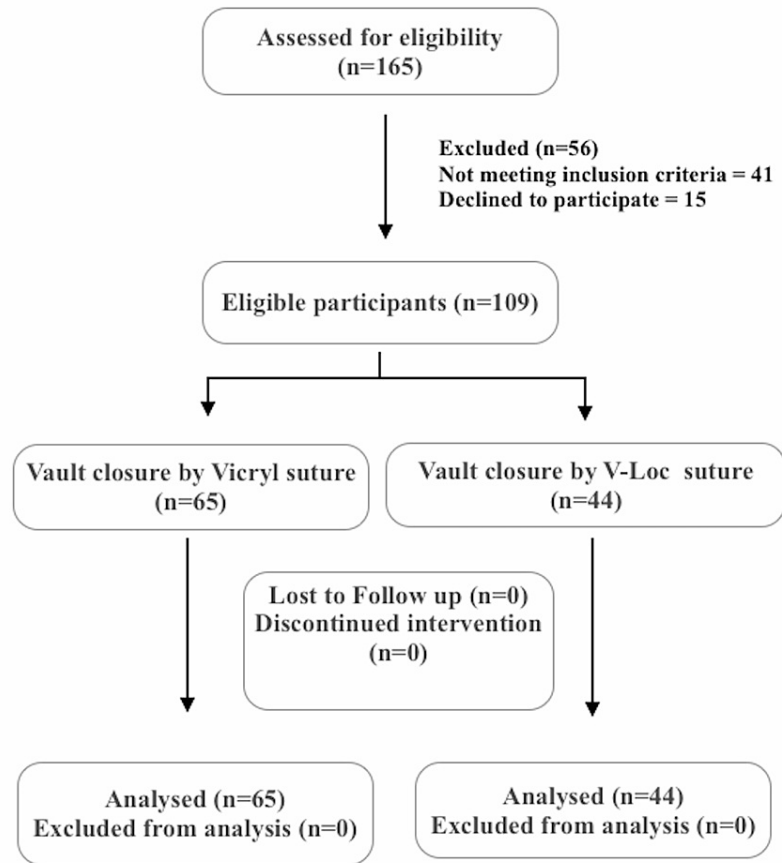 Assessed for eligibility
(n=165)
Excluded (n=56)
Not meeting inclusion criteria = 41
Declined to participate = 15
Eligible participants (n=109)
Vault closure by Vicryl suture
(n=65)
Vault closure by V-Loc suture
(n=44)
Lost to Follow up (n=0)
Discontinued intervention
(n=0)
Analysed (n=65)
Excluded from analysis (n=0)
Analysed (n=44)
Excluded from analysis (n=0)